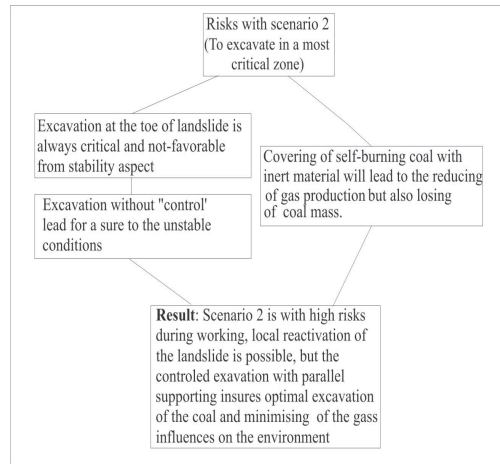 Risks with scenario 2
(To excavate in a most
critical zone)
Excavation at the toe of landslide is
always critical and not-favorable
from stability aspect
Excavation without "control'
lead for a sure to the unstable
conditions
Covering of self-burning coal with
inert material will lead to the reducing
of gas production but also losing
of coal mass.
Result: Scenario 2 is with high risks
during working, local reactivation of
the landslide is possible, but the
controled exavation with parallel
supporting insures optimal excavation
of the coal and minimising of the gass
influences on the environment